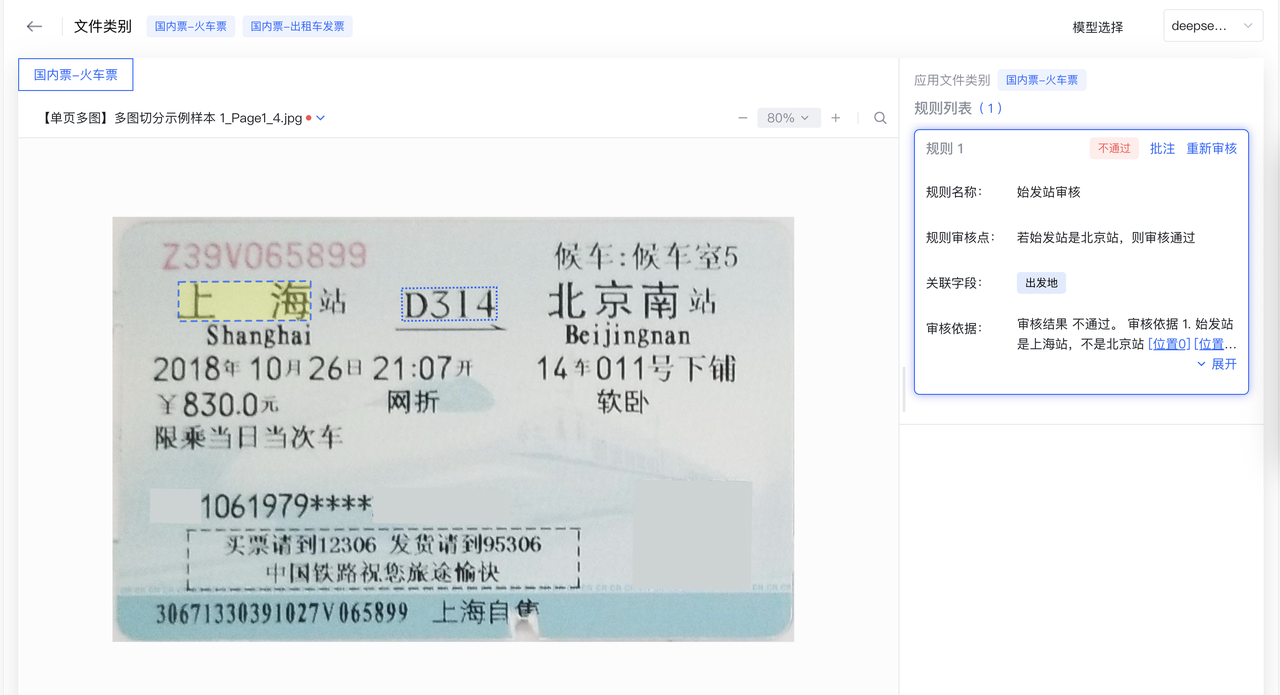 文件类别 国内票-火车票 国内票-出租车发票 模型选择 deepse...
国内票-火车票
【单页多图】多图切分示例样本 1_Page1_4.jpg
80%
Z39V065899 候车:候车室5
上 海站 D314 北京南站
Shanghai Beijingnan
2018年10月26日21:07开 14车011号下铺
¥830.0元 网折 软卧
限乘当日当次车
1061979****
买票请到12306 发货请到95306
中国铁路祝您旅途愉快
30671330391027V065899 上海自售
应用文件类别 国内票-火车票
规则列表(1)
规则 1 不通过 批注 重新审核
规则名称: 始发站审核
规则审核点: 若始发站是北京站，则审核通过
关联字段: 出发地
审核依据: 审核结果 不通过。 审核依据 1. 始发站
是上海站，不是北京站 [位置0] [位置...
展开